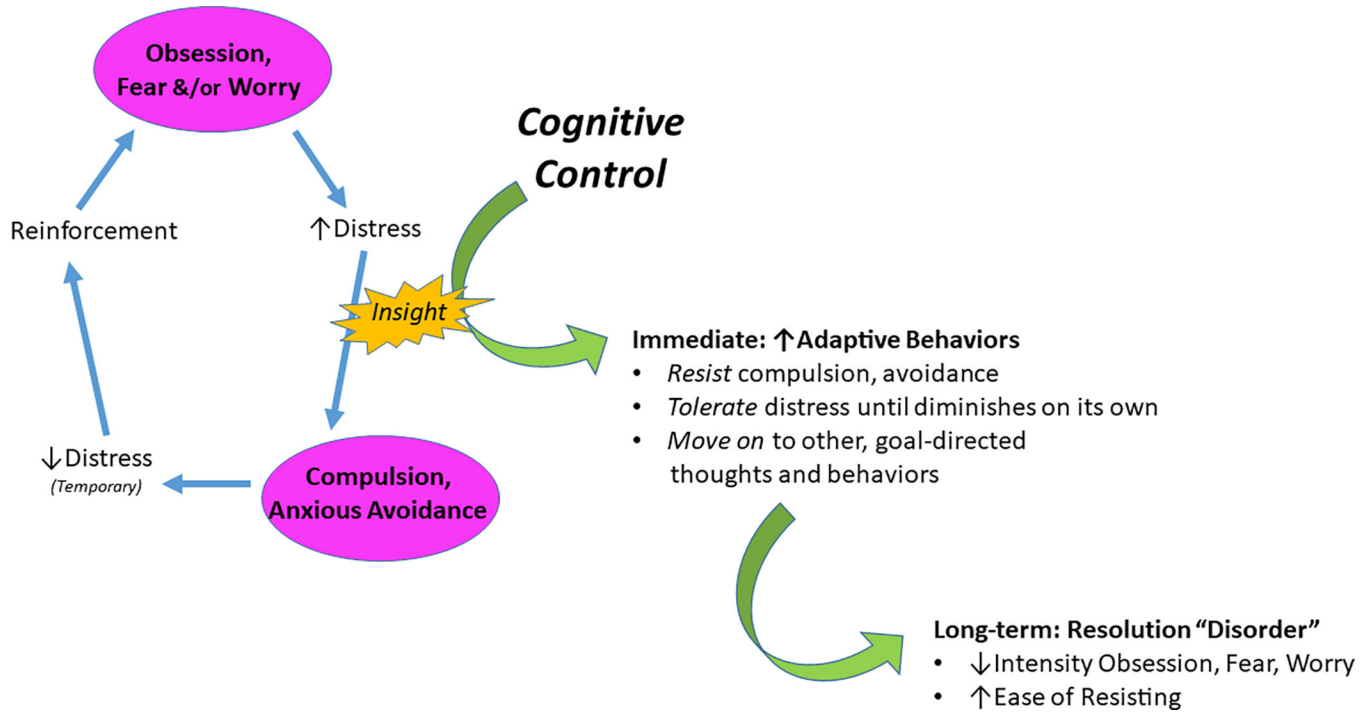 Obsession,
Fear &/or Worry
Cognitive
Control
Reinforcement
↑Distress
Insight
Immediate: ↑Adaptive Behaviors
• Resist compulsion, avoidance
• Tolerate distress until diminishes on its own
• Move on to other, goal-directed
thoughts and behaviors
↓Distress
(Temporary)
Compulsion,
Anxious Avoidance
Long-term: Resolution “Disorder”
• ↓Intensity Obsession, Fear, Worry
• ↑Ease of Resisting